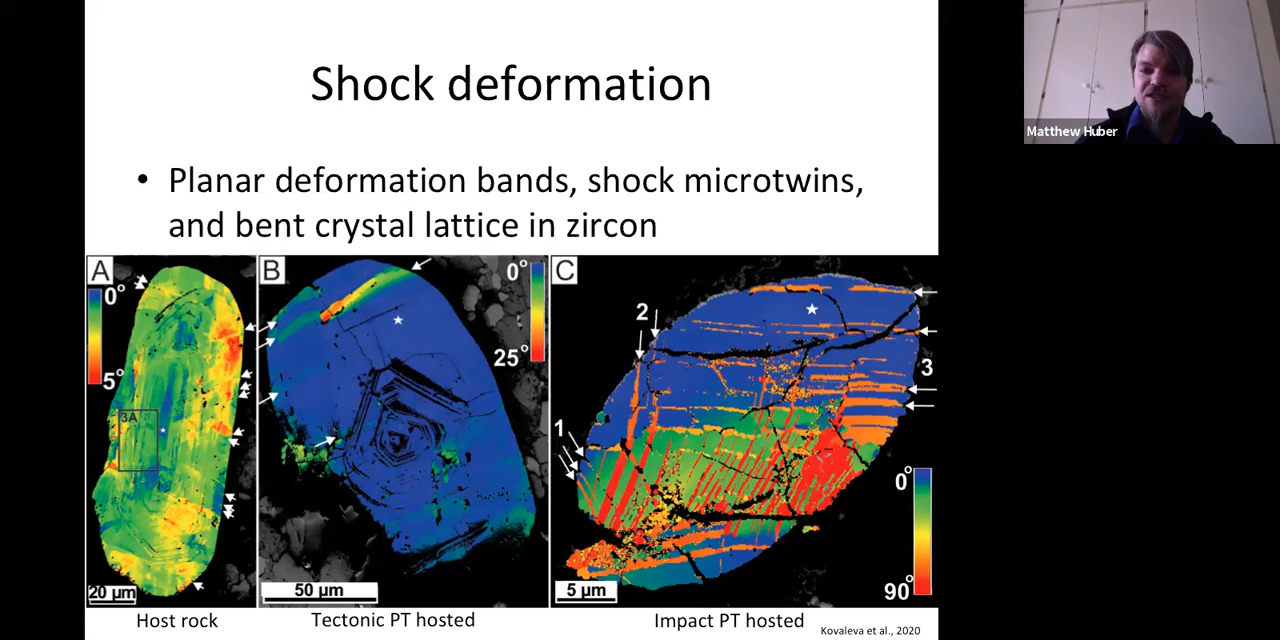 Shock deformation
• Planar deformation bands, shock microtwins,
and bent crystal lattice in zircon
A
0°
5°
3A
20 µm
B
0°
25°
50 µm
C
2
3
1
0°
90°
5 µm
Host rock
Tectonic PT hosted
Impact PT hosted
Kovaleva et al., 2020
Matthew Huber